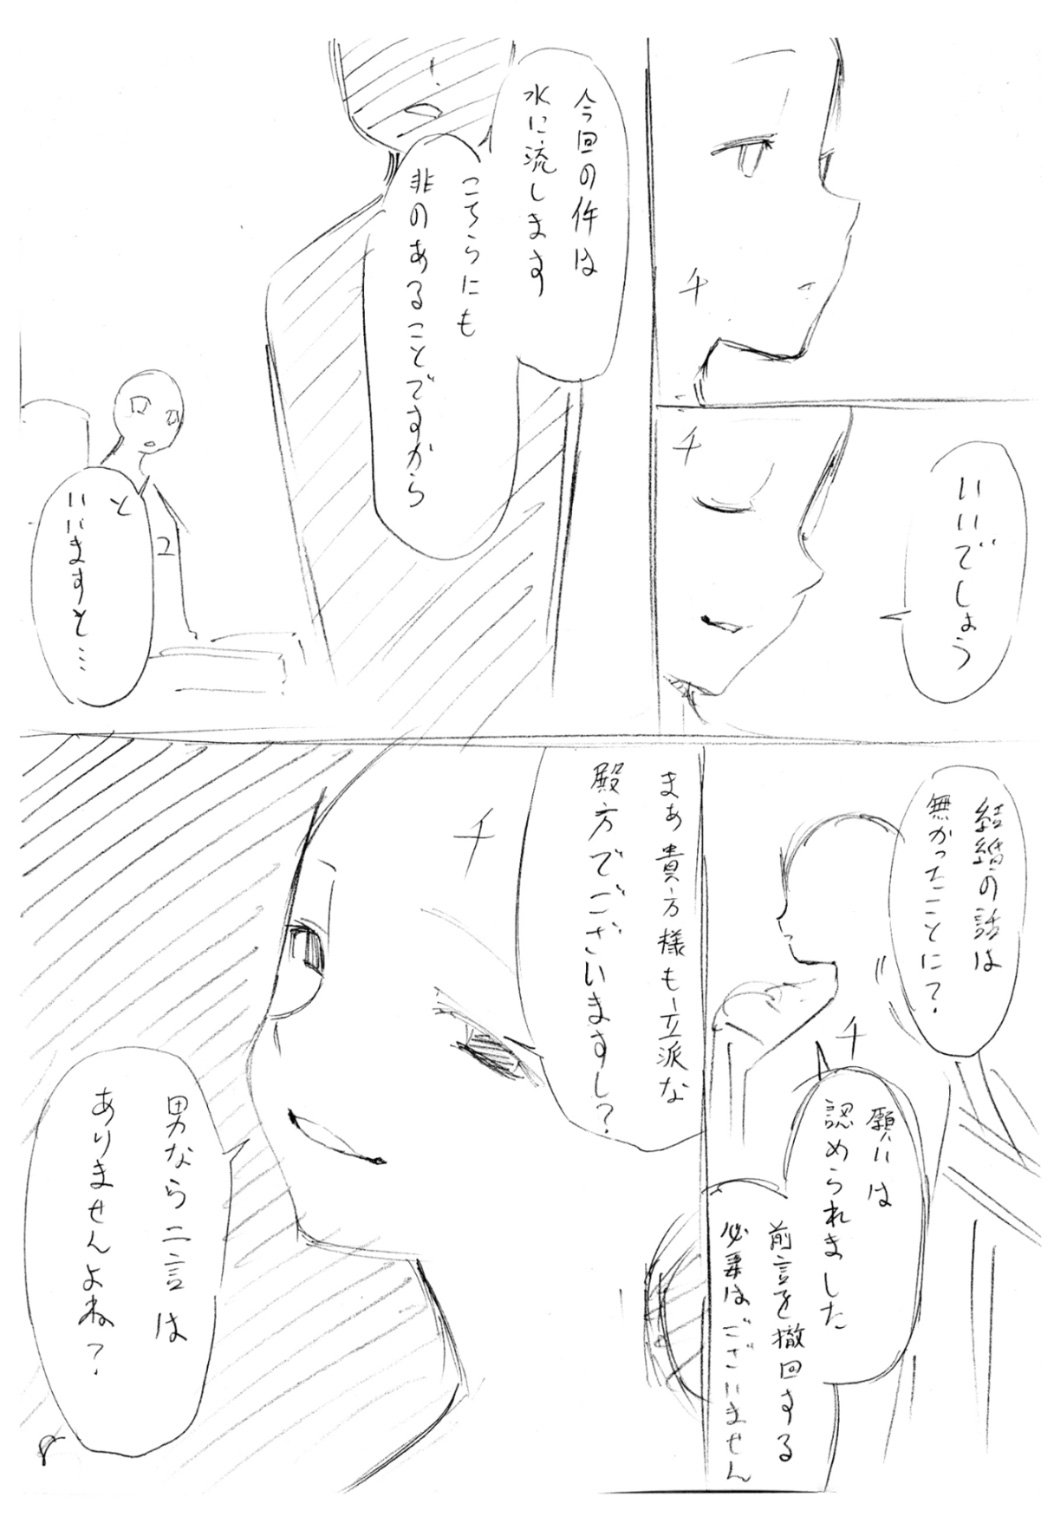 チ
チ
いいでしょう
今回の件は
水に流します
こちらにも
非のあることですから
ユ
と
いいますと…
結婚の話は
無かったことに?
チ
願いは
認められました
前言を撤回する
必要はございません
まぁ貴方様も立派な
殿方でございますし?
チ
男なら二言は
ありませんよね?